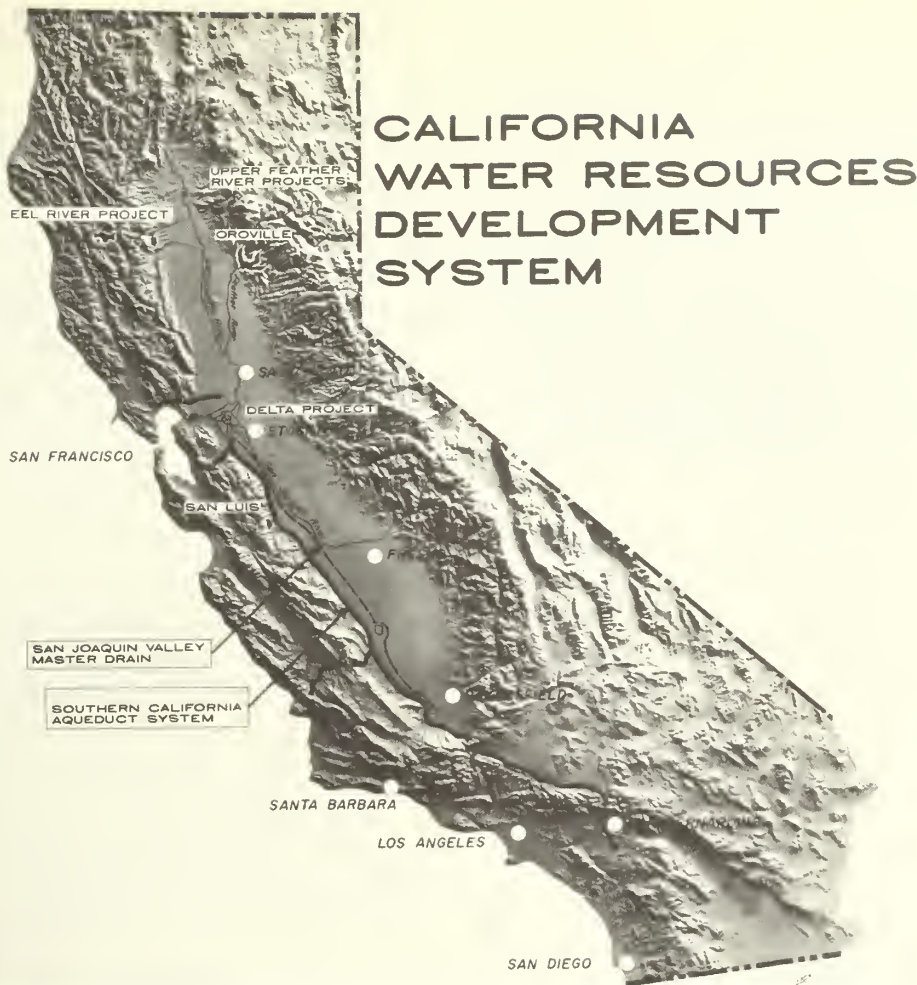 CALIFORNIA
WATER RESOURCES
DEVELOPMENT
SYSTEM
UPPER FEATHER
RIVER PROJECTS
EEL RIVER PROJECT
OROVILLE
DELTA PROJECT
SAN FRANCISCO
SAN LUIS
SAN JOAQUIN VALLEY
MASTER DRAIN
SOUTHERN CALIFORNIA
AQUEDUCT SYSTEM
SANTA BARBARA
LOS ANGELES
SAN DIEGO